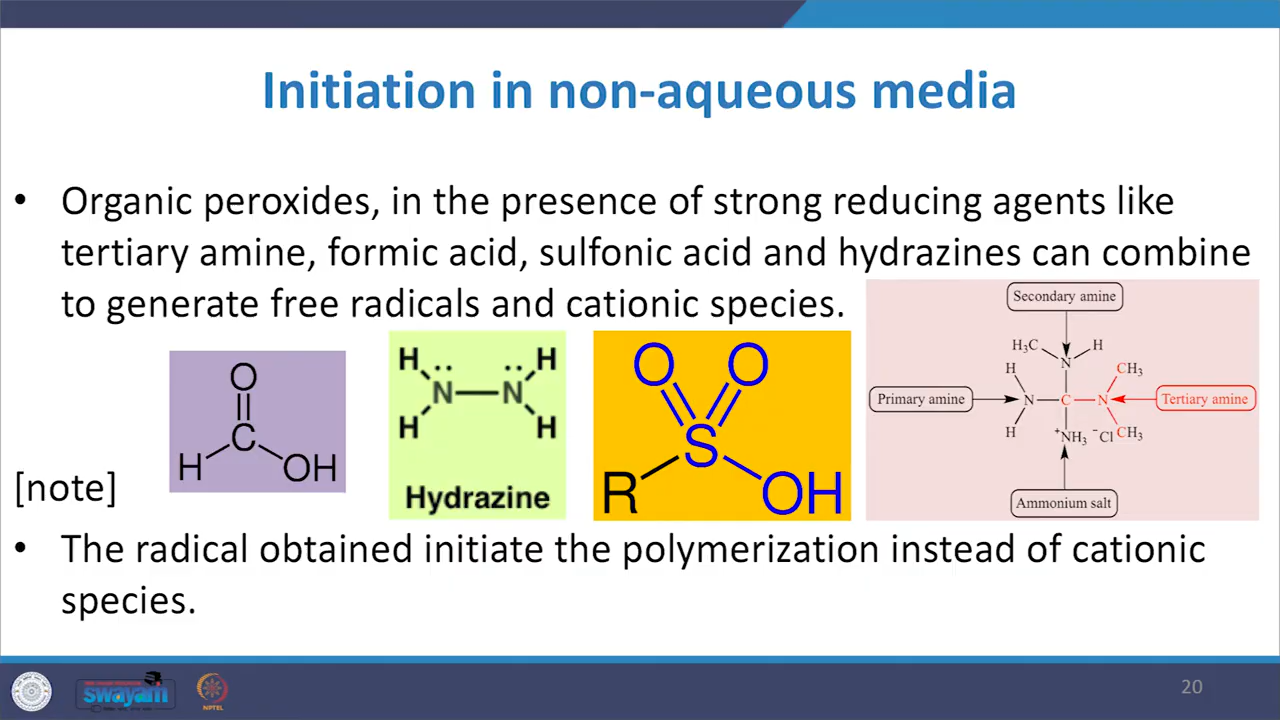 Initiation in non-aqueous media
• Organic peroxides, in the presence of strong reducing agents like
tertiary amine, formic acid, sulfonic acid and hydrazines can combine
to generate free radicals and cationic species.
O
C
H
OH
H
H
N
N
H
H
Hydrazine
O
O
S
R
OH
Secondary amine
H₃C
H
N
H
CH₃
Primary amine
N
C
N
Tertiary amine
H
⁺NH₃ ⁻Cl
CH₃
Ammonium salt
[note]
• The radical obtained initiate the polymerization instead of cationic
species.
swayam
NPTEL
20